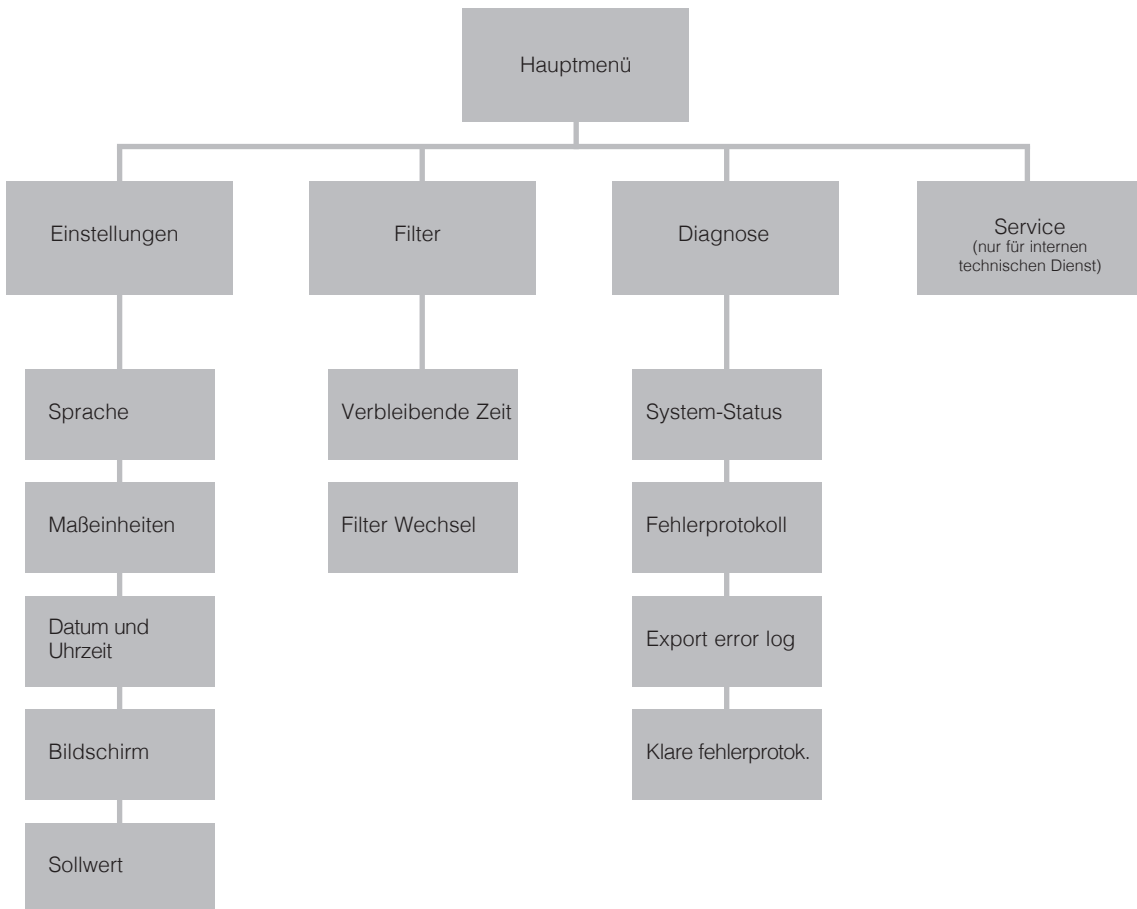 Hauptmenü
Einstellungen
Filter
Diagnose
Service
(nur für internen
technischen Dienst)
Sprache
Verbleibende Zeit
System-Status
Maßeinheiten
Filter Wechsel
Fehlerprotokoll
Datum und
Uhrzeit
Export error log
Bildschirm
Klare fehlerprotok.
Sollwert